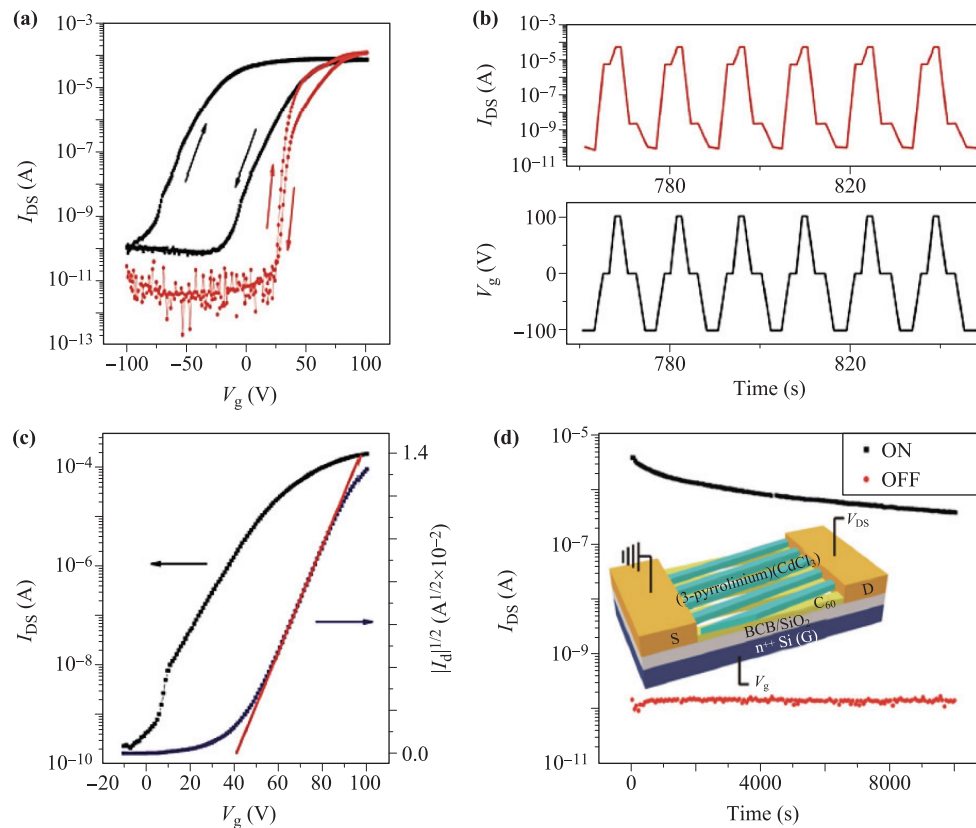 (a)
I_DS (A)
10⁻³
10⁻⁵
10⁻⁷
10⁻⁹
10⁻¹¹
10⁻¹³
−100 −50 0 50 100
V_g (V)
(b)
I_DS (A)
10⁻³
10⁻⁵
10⁻⁷
10⁻⁹
10⁻¹¹
780 820
V_g (V)
100
0
−100
780 820
Time (s)
(c)
I_DS (A)
10⁻⁴
10⁻⁶
10⁻⁸
10⁻¹⁰
−20 0 20 40 60 80 100
V_g (V)
1.4
0.0
|I_d|^1/2 (A^1/2×10⁻²)
(d)
I_DS (A)
10⁻⁵
10⁻⁷
10⁻⁹
10⁻¹¹
ON
OFF
V_DS
(3-pyrrolinium)(CdCl₃)
C₆₀
D
S
BCB/SiO₂
n⁺⁺ Si (G)
V_g
0 4000 8000
Time (s)